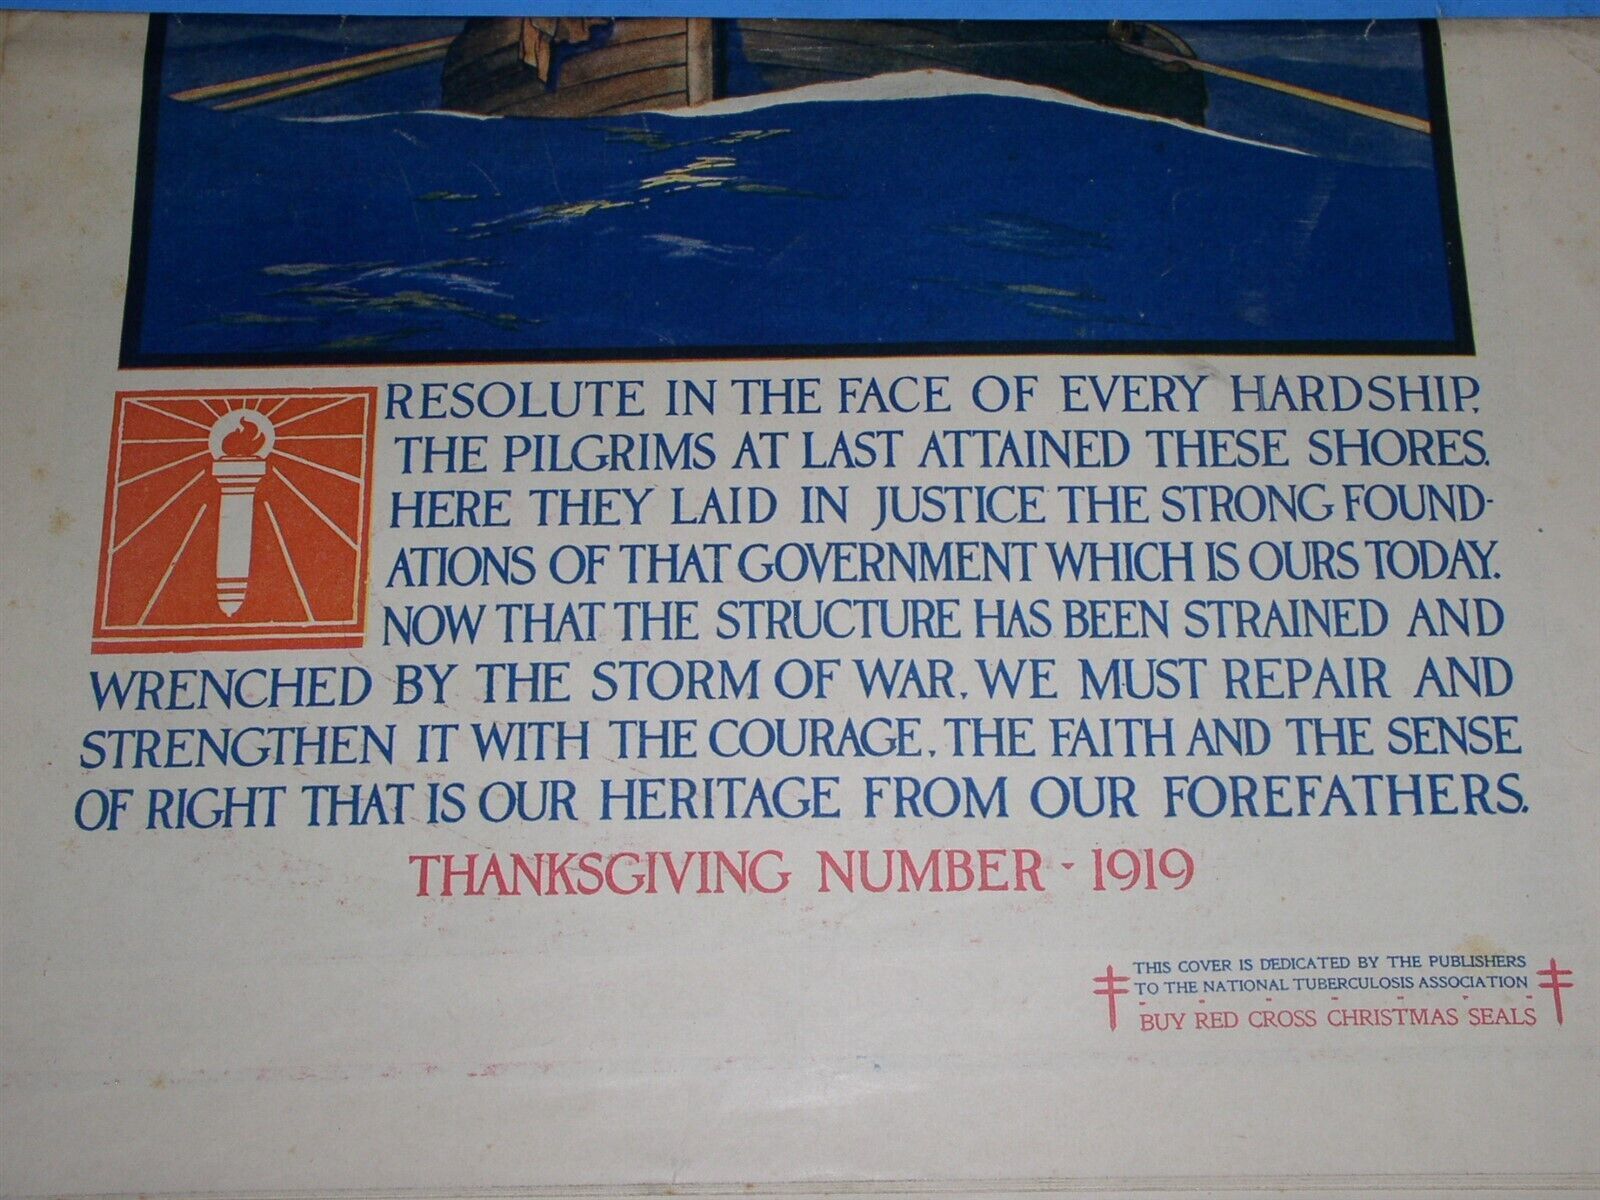 RESOLUTE IN THE FACE OF EVERY HARDSHIP,
THE PILGRIMS AT LAST ATTAINED THESE SHORES.
HERE THEY LAID IN JUSTICE THE STRONG FOUND-
ATIONS OF THAT GOVERNMENT WHICH IS OURS TODAY.
NOW THAT THE STRUCTURE HAS BEEN STRAINED AND
WRENCHED BY THE STORM OF WAR, WE MUST REPAIR AND
STRENGTHEN IT WITH THE COURAGE, THE FAITH AND THE SENSE
OF RIGHT THAT IS OUR HERITAGE FROM OUR FOREFATHERS.
THANKSGIVING NUMBER - 1919
THIS COVER IS DEDICATED BY THE PUBLISHERS
TO THE NATIONAL TUBERCULOSIS ASSOCIATION
BUY RED CROSS CHRISTMAS SEALS